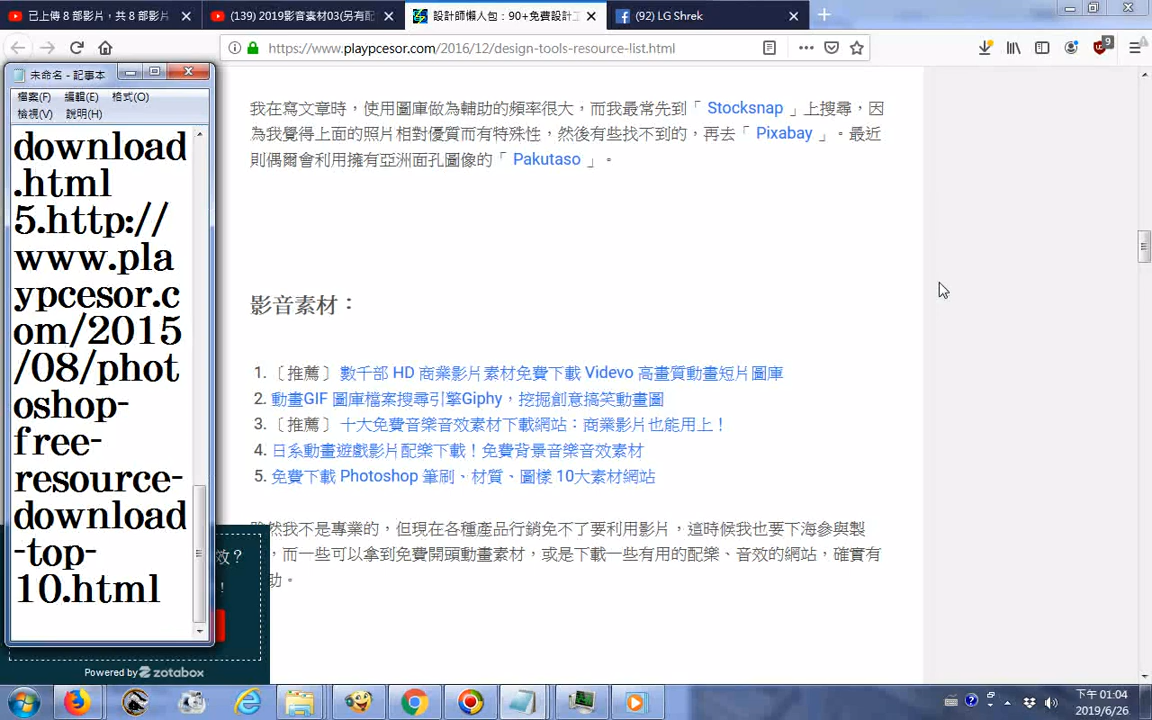 已上傳 8 部影片，共 8 部影片
(139) 2019影音素材03(另有配
設計師懶人包：90+免費設計工
(92) LG Shrek
https://www.playpcesor.com/2016/12/design-tools-resource-list.html
9
未命名 - 記事本
檔案(F) 編輯(E) 格式(O)
檢視(V) 說明(H)
download
.html
5.http://
www.pla
ypcesor.c
om/2015
/08/phot
oshop-
free-
resource-
download
-top-
10.html
我在寫文章時，使用圖庫做為輔助的頻率很大，而我最常先到「 Stocksnap 」上搜尋，因
為我覺得上面的照片相對優質而有特殊性，然後有些找不到的，再去「 Pixabay 」。最近
則偶爾會利用擁有亞洲面孔圖像的「 Pakutaso 」。
影音素材：
1. 〔 推薦 〕 數千部 HD 商業影片素材免費下載 Videvo 高畫質動畫短片圖庫
2. 動畫GIF 圖庫檔案搜尋引擎Giphy，挖掘創意搞笑動畫圖
3. 〔 推薦 〕 十大免費音樂音效素材下載網站：商業影片也能用上！
4. 日系動畫遊戲影片配樂下載！免費背景音樂音效素材
5. 免費下載 Photoshop 筆刷、材質、圖樣 10大素材網站
然我不是專業的，但現在各種產品行銷免不了要利用影片，這時候我也要下海參與製
，而一些可以拿到免費開頭動畫素材，或是下載一些有用的配樂、音效的網站，確實有
助。
效？
！
Powered by zotabox
下午 01:04
2019/6/26